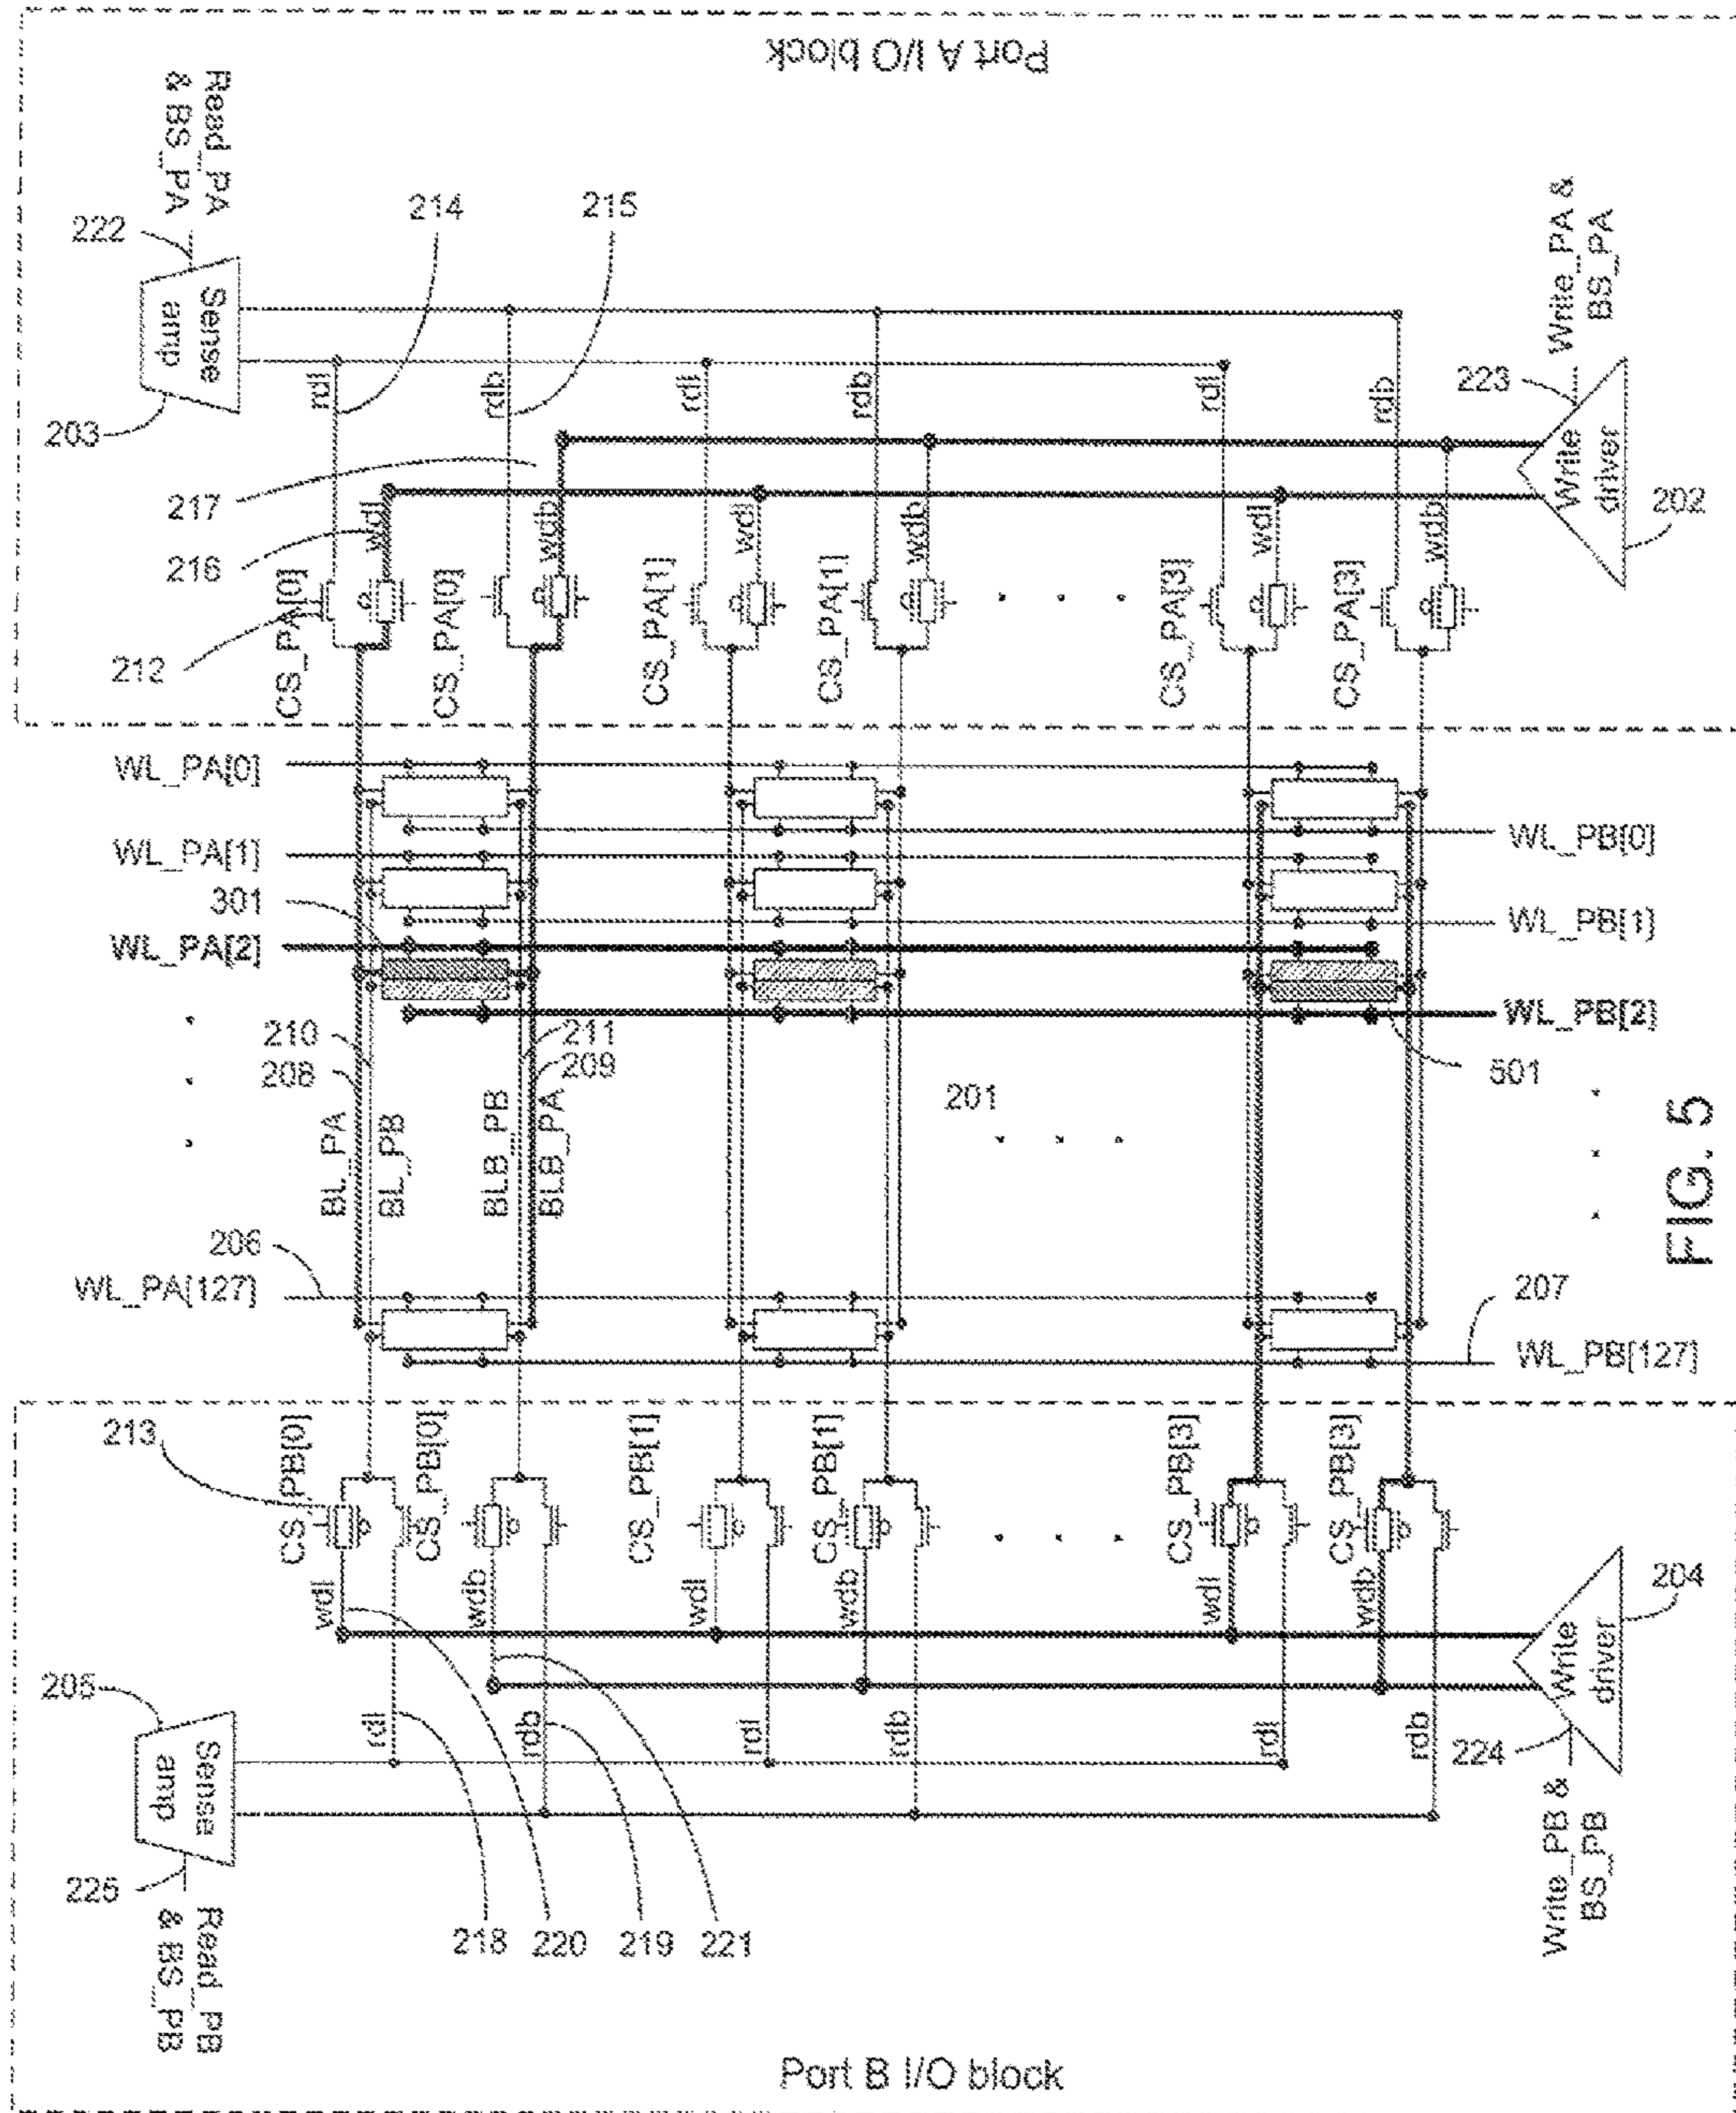 Port A I/O block
Read_PA
& BS_PA
222
Sense
amp
203
214
215
rdl
rdb
rdl
rdb
rdl
rdb
217
216
wdl
wdb
wdl
wdb
wdl
wdb
212
CS_PA[0]
CS_PA[0]
CS_PA[1]
CS_PA[1]
CS_PA[3]
CS_PA[3]
Write_PA &
BS_PA
223
Write
driver
202
WL_PA[0]
WL_PB[0]
WL_PA[1]
WL_PB[1]
301
WL_PA[2]
WL_PB[2]
501
210
208
211
209
201
BL_PA
BL_PB
BLB_PB
BLB_PA
206
WL_PA[127]
207
WL_PB[127]
FIG. 5
213
CS_PB[0]
CS_PB[0]
CS_PB[1]
CS_PB[1]
CS_PB[3]
CS_PB[3]
wdl
wdb
wdl
wdb
wdl
wdb
204
Write
driver
224
Write_PB &
BS_PB
205
Sense
amp
225
Read_PB
& BS_PB
rdl
rdb
rdl
rdb
rdl
rdb
218
220
219
221
Port B I/O block